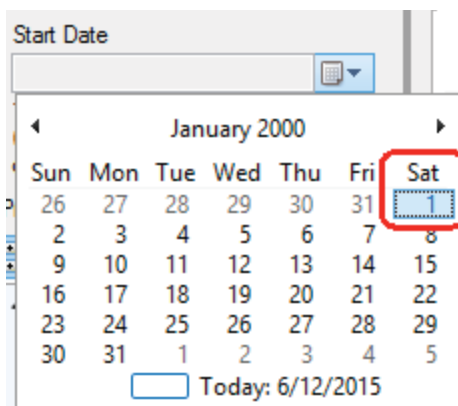 Start Date
January 2000
Sun Mon Tue Wed Thu Fri Sat
26 27 28 29 30 31 1
2 3 4 5 6 7 8
9 10 11 12 13 14 15
16 17 18 19 20 21 22
23 24 25 26 27 28 29
30 31 1 2 3 4 5
Today: 6/12/2015